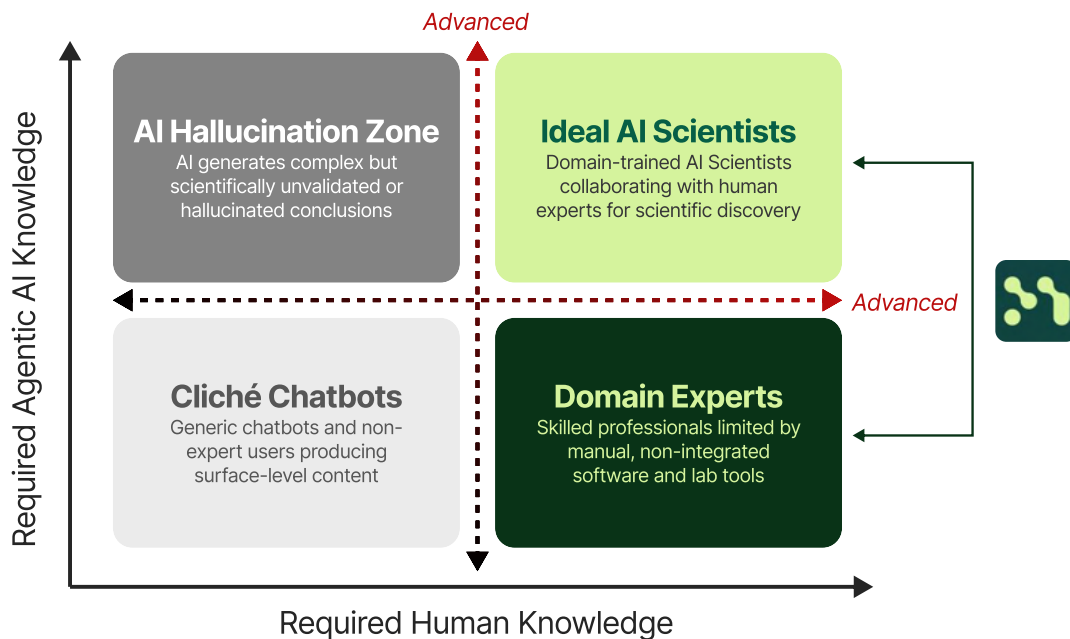 Advanced
AI Hallucination Zone
AI generates complex but
scientifically unvalidated or
hallucinated conclusions
Ideal AI Scientists
Domain-trained AI Scientists
collaborating with human
experts for scientific discovery
Advanced
Cliché Chatbots
Generic chatbots and non-
expert users producing
surface-level content
Domain Experts
Skilled professionals limited by
manual, non-integrated
software and lab tools
Required Agentic AI Knowledge
Required Human Knowledge